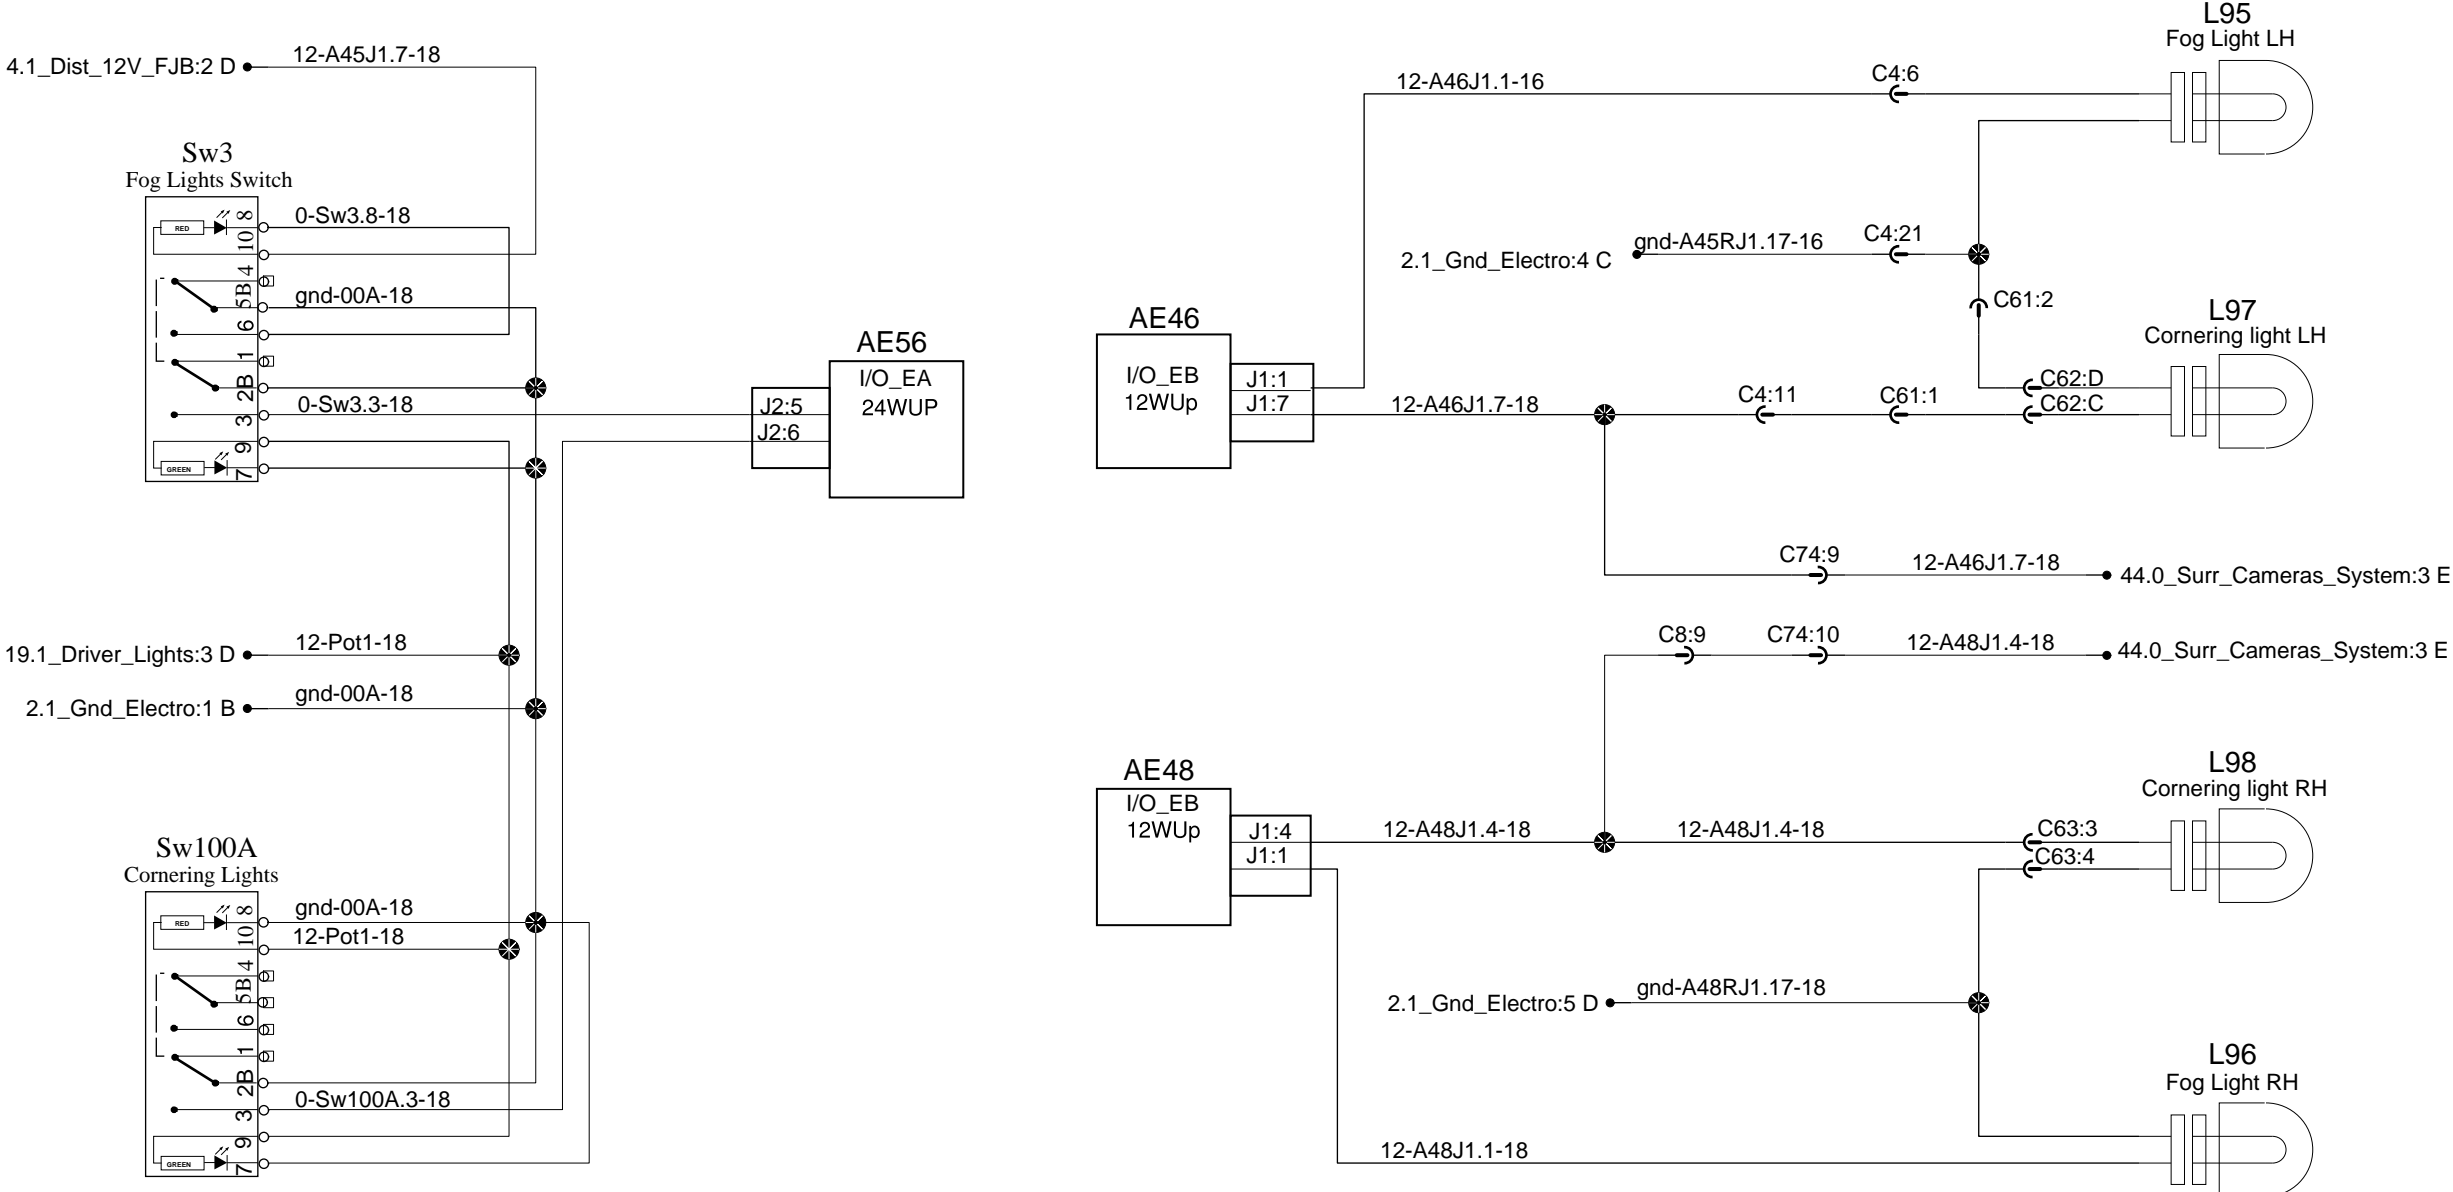 4.1_Dist_12V_FJB:2 D
12-A45J1.7-18
Sw3
Fog Lights Switch
RED
8
0-Sw3.8-18
10
4
5B
gnd-00A-18
6
1
2B
3
0-Sw3.3-18
9
GREEN
7
AE56
I/O_EA
24WUP
J2:5
J2:6
19.1_Driver_Lights:3 D
12-Pot1-18
2.1_Gnd_Electro:1 B
gnd-00A-18
Sw100A
Cornering Lights
RED
8
gnd-00A-18
10
12-Pot1-18
4
5B
6
1
2B
3
0-Sw100A.3-18
9
GREEN
7
L95
Fog Light LH
12-A46J1.1-16
C4:6
2.1_Gnd_Electro:4 C
gnd-A45RJ1.17-16
C4:21
C61:2
AE46
I/O_EB
12WUp
J1:1
J1:7
L97
Cornering light LH
12-A46J1.7-18
C4:11
C61:1
C62:D
C62:C
C74:9
12-A46J1.7-18
44.0_Surr_Cameras_System:3 E
C8:9
C74:10
12-A48J1.4-18
44.0_Surr_Cameras_System:3 E
AE48
I/O_EB
12WUp
J1:4
J1:1
L98
Cornering light RH
12-A48J1.4-18
12-A48J1.4-18
C63:3
C63:4
2.1_Gnd_Electro:5 D
gnd-A48RJ1.17-18
L96
Fog Light RH
12-A48J1.1-18